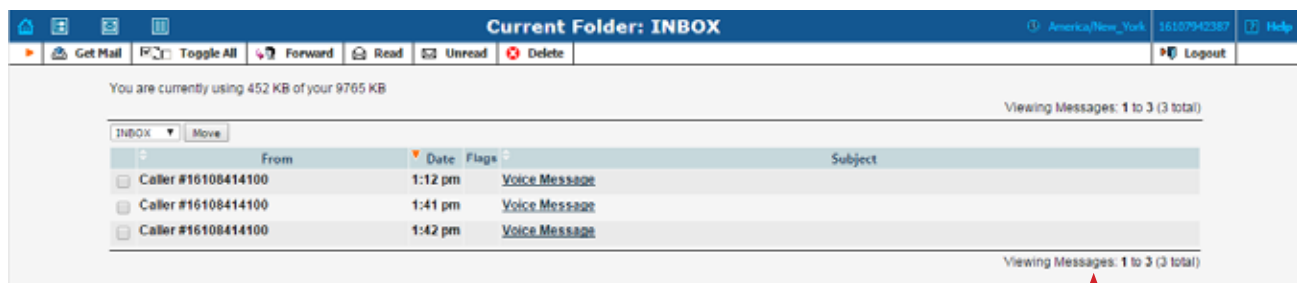 Current Folder: INBOX America/New_York 16107942387 Help
Get Mail Toggle All Forward Read Unread Delete Logout
You are currently using 452 KB of your 9765 KB
Viewing Messages: 1 to 3 (3 total)
INBOX Move
From Date Flags Subject
Caller #16108414100 1:12 pm Voice Message
Caller #16108414100 1:41 pm Voice Message
Caller #16108414100 1:42 pm Voice Message
Viewing Messages: 1 to 3 (3 total)